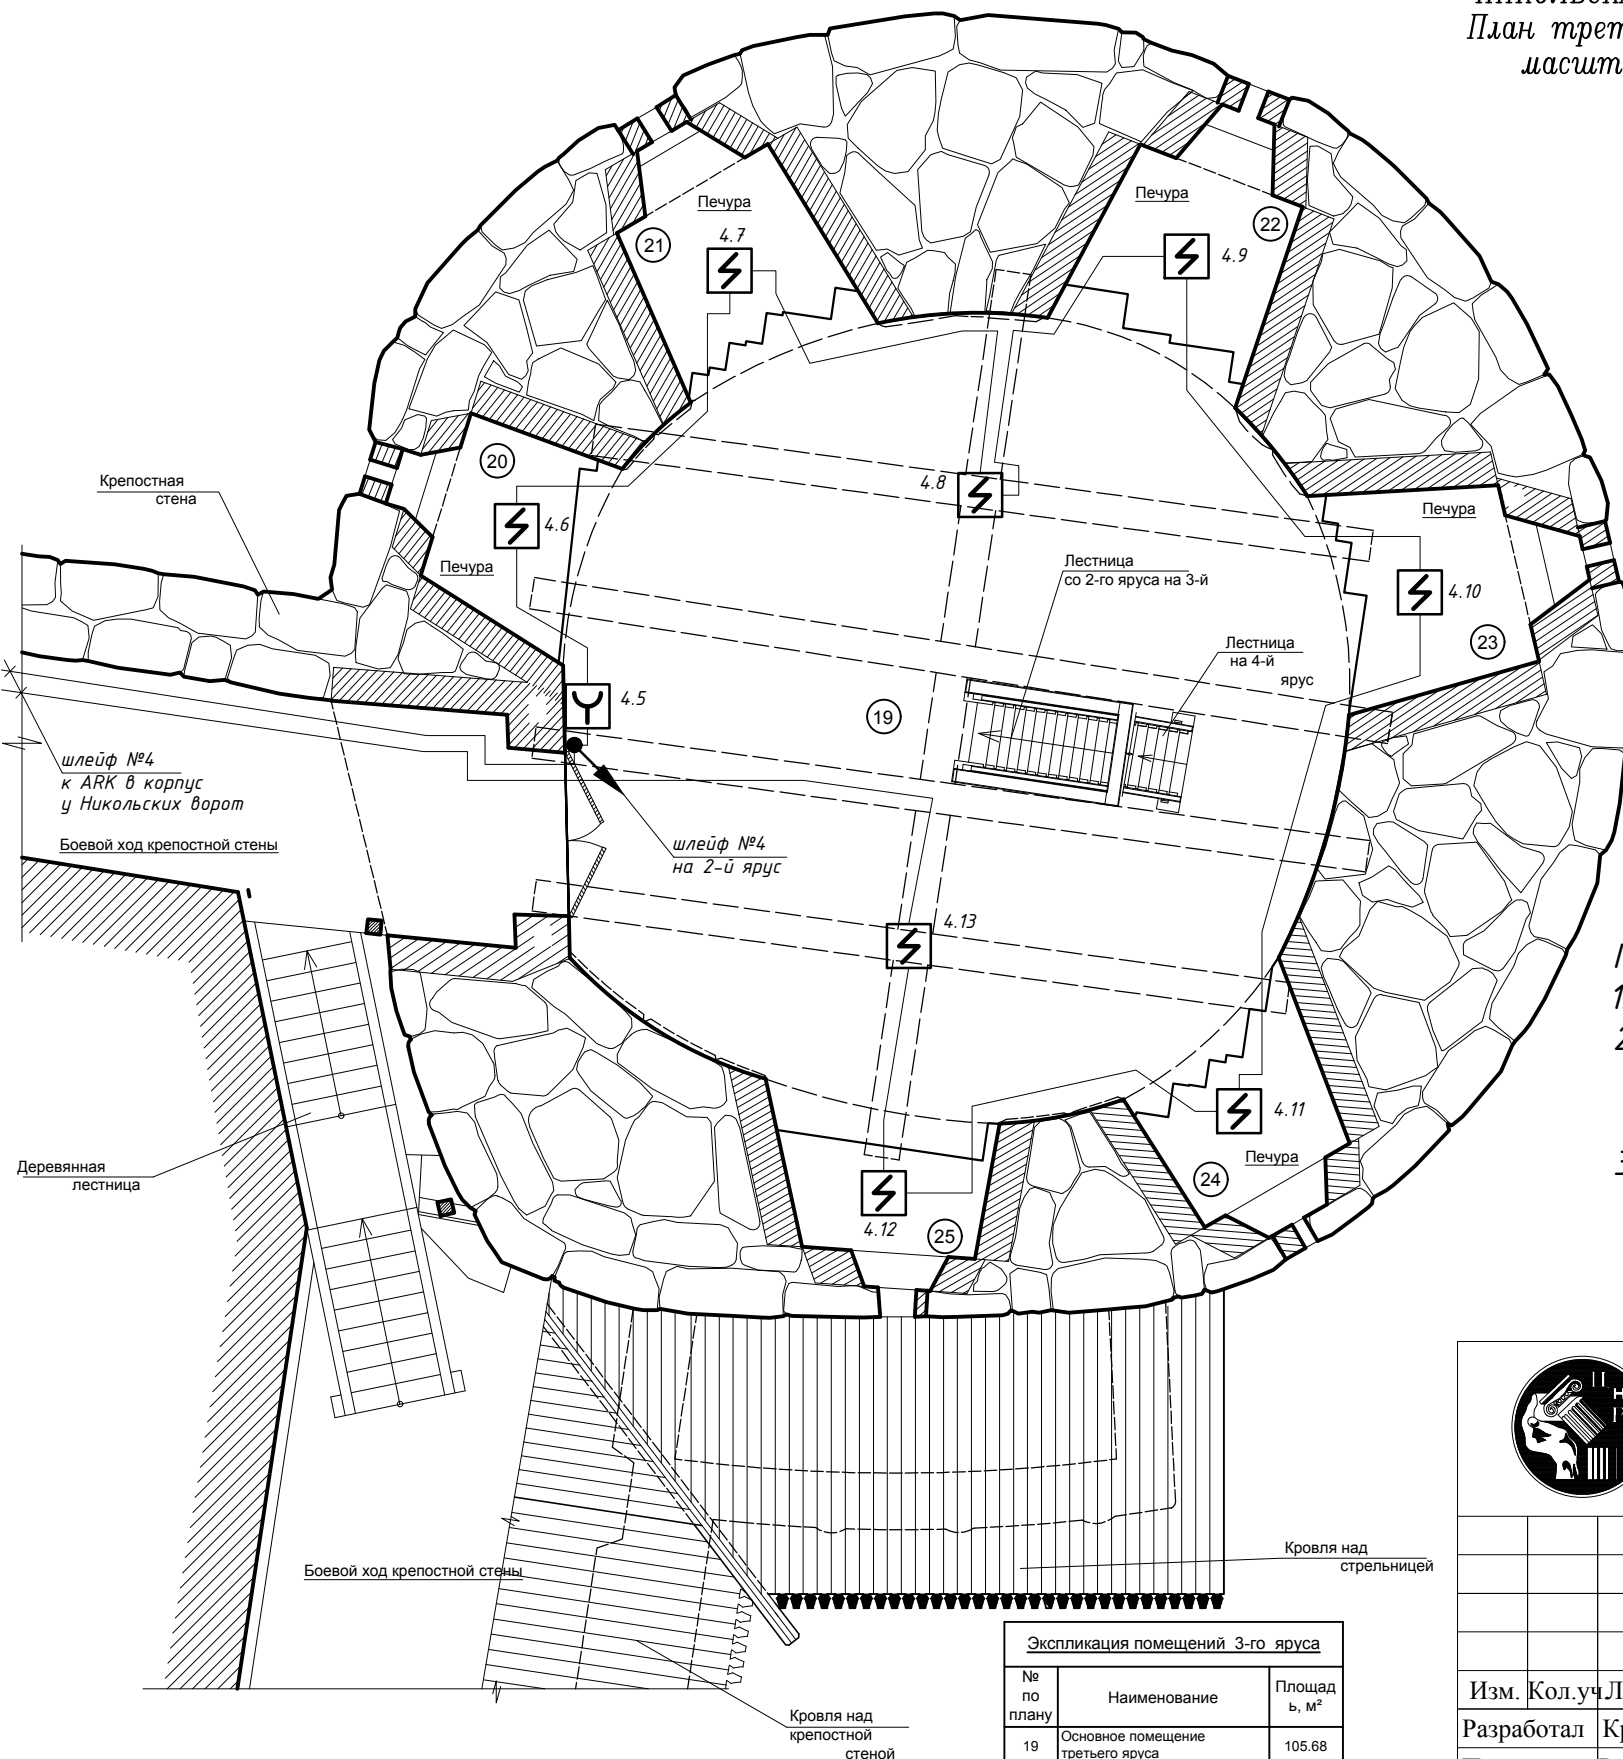 План трет
масшт
Печура
21
4.7
Печура
22
4.9
20
4.6
Печура
4.8
Печура
4.10
23
Крепостная
стена
Лестница
со 2-го яруса на 3-й
Лестница
на 4-й
ярус
4.5
19
шлейф №4
к ARK в корпус
у Никольских ворот
Боевой ход крепостной стены
шлейф №4
на 2-й ярус
4.13
1
2
4.11
Печура
24
4.12
25
Деревянная
лестница
Боевой ход крепостной стены
Кровля над
стрельницей
Кровля над
крепостной
стеной
Экспликация помещений 3-го яруса
№
по
плану
Наименование
Площад
ь, м²
19
Основное помещение
третьего яруса
105.68
Изм. Кол.уч Л
Разработал Кр